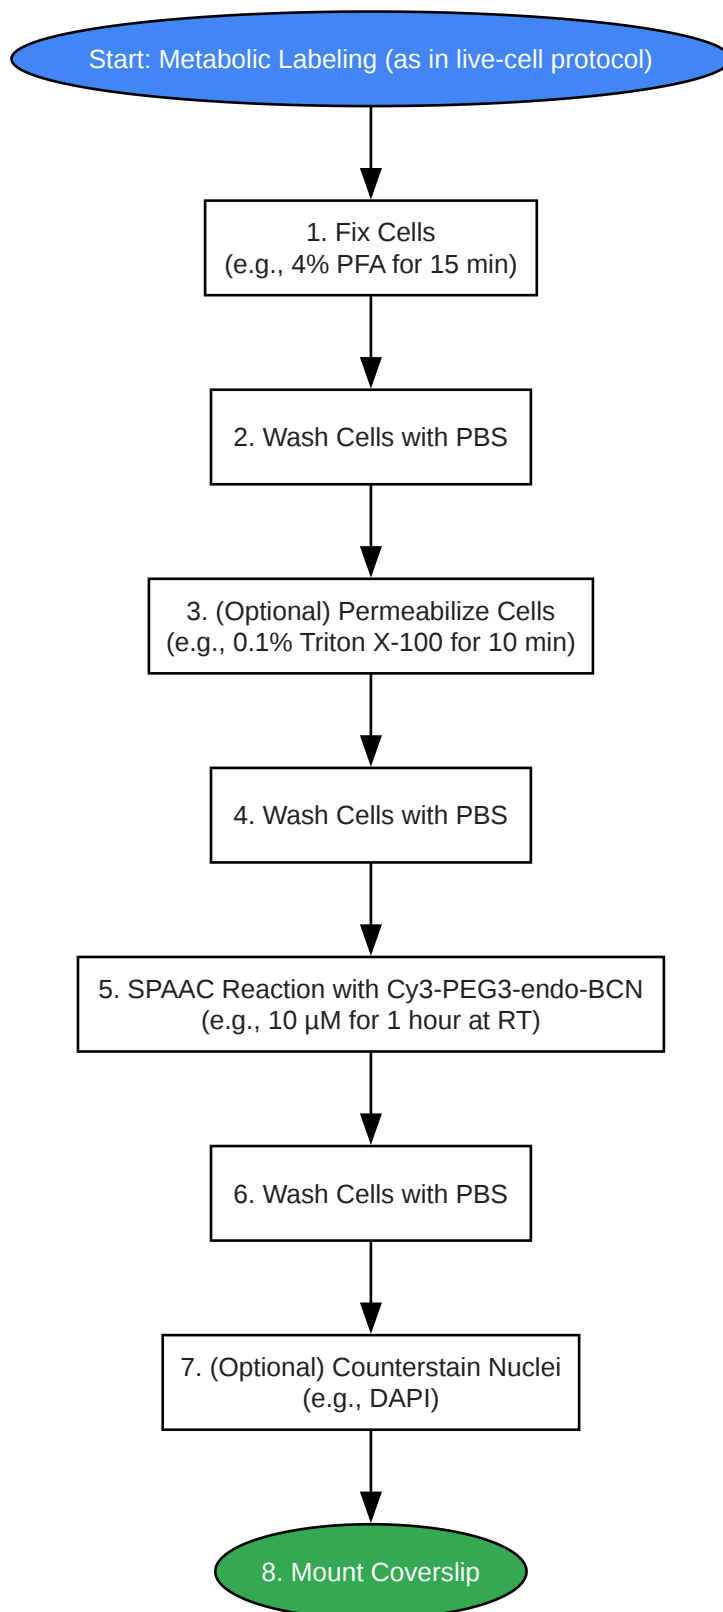 Start: Metabolic Labeling (as in live-cell protocol)
1. Fix Cells
(e.g., 4% PFA for 15 min)
2. Wash Cells with PBS
3. (Optional) Permeabilize Cells
(e.g., 0.1% Triton X-100 for 10 min)
4. Wash Cells with PBS
5. SPAAC Reaction with Cy3-PEG3-endo-BCN
(e.g., 10 µM for 1 hour at RT)
6. Wash Cells with PBS
7. (Optional) Counterstain Nuclei
(e.g., DAPI)
8. Mount Coverslip